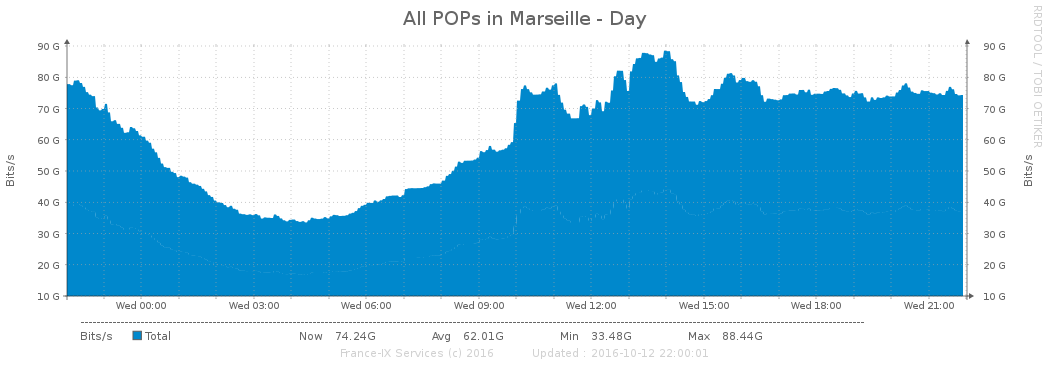 All POPs in Marseille - Day
RRDTOOL / TOBI OETIKER
Bits/s
90 G
80 G
70 G
60 G
50 G
40 G
30 G
20 G
10 G
90 G
80 G
70 G
60 G
50 G
40 G
30 G
20 G
10 G
Bits/s
Wed 00:00 Wed 03:00 Wed 06:00 Wed 09:00 Wed 12:00 Wed 15:00 Wed 18:00 Wed 21:00
Bits/s Total Now 74.24G Avg 62.01G Min 33.48G Max 88.44G
France-IX Services (c) 2016 Updated : 2016-10-12 22:00:01